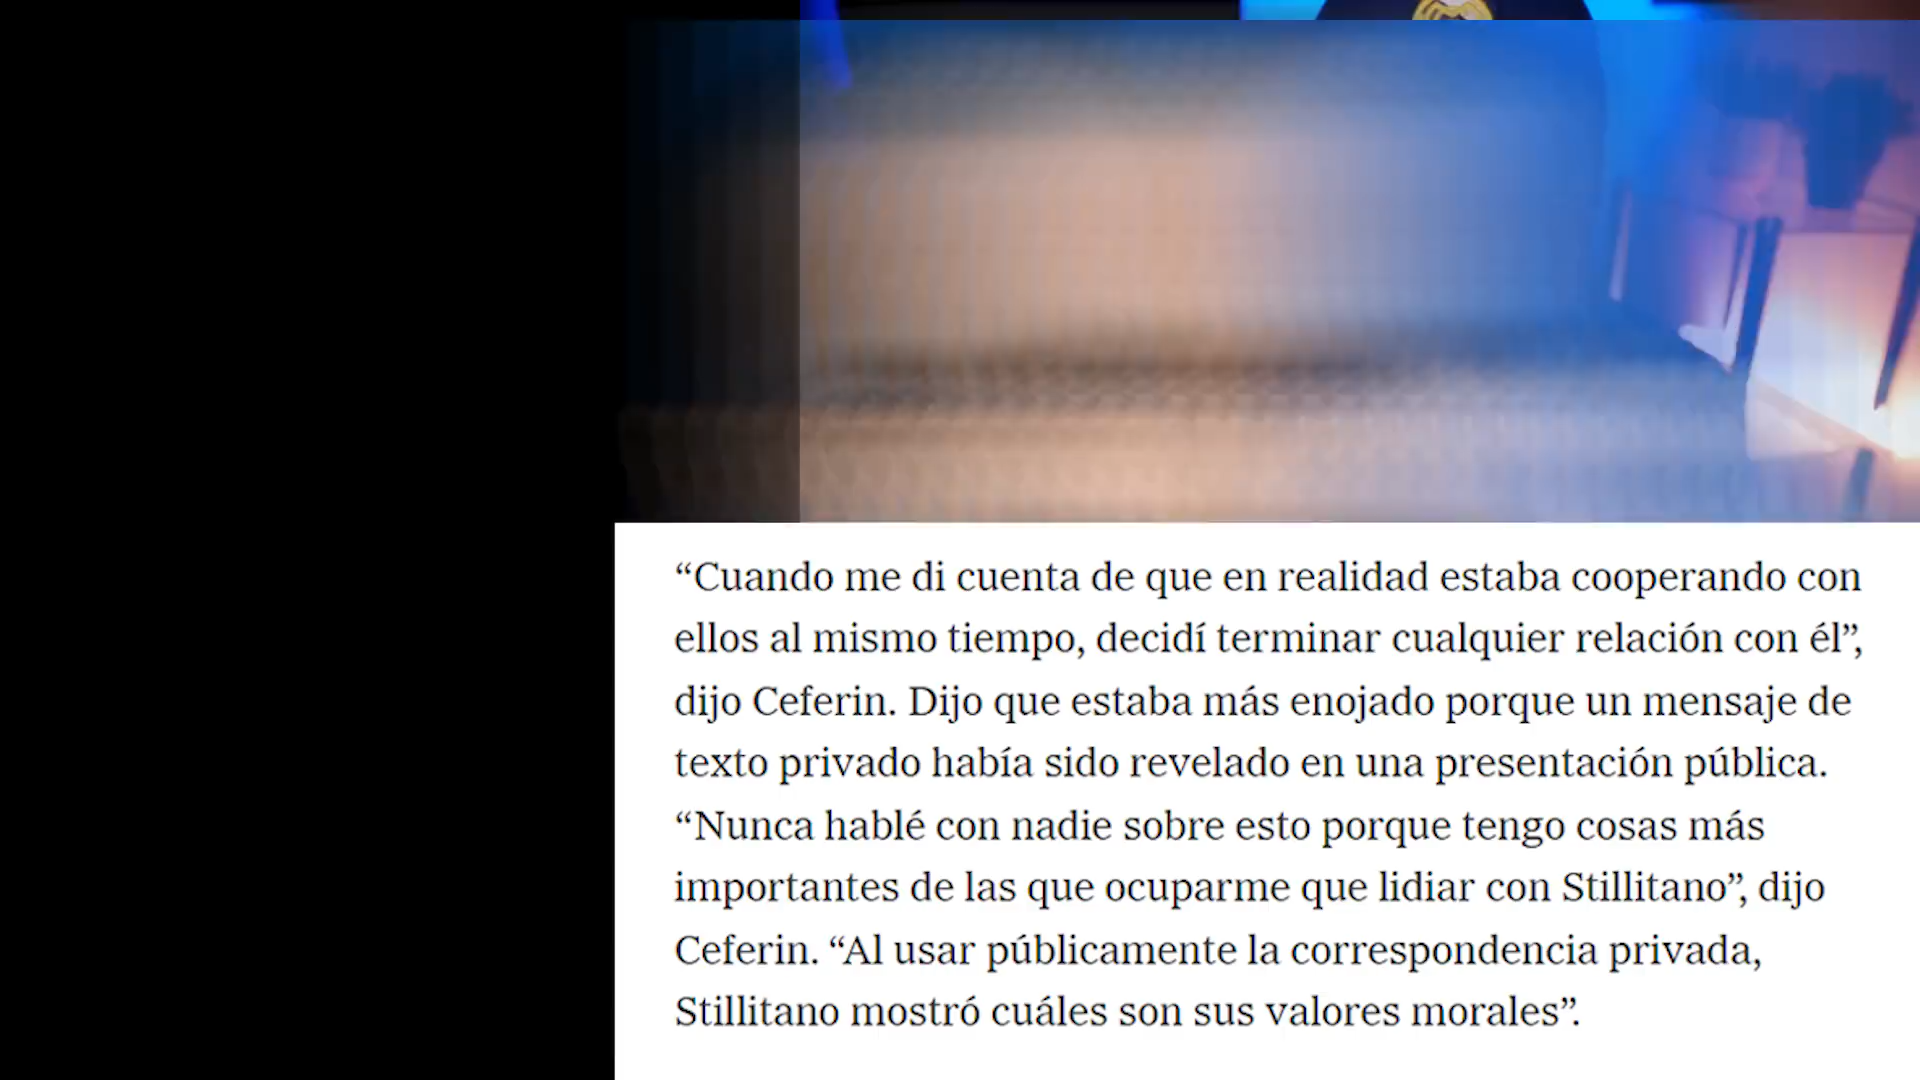 “Cuando me di cuenta de que en realidad estaba cooperando con
ellos al mismo tiempo, decidí terminar cualquier relación con él”,
dijo Ceferin. Dijo que estaba más enojado porque un mensaje de
texto privado había sido revelado en una presentación pública.
“Nunca hablé con nadie sobre esto porque tengo cosas más
importantes de las que ocuparme que lidiar con Stillitano”, dijo
Ceferin. “Al usar públicamente la correspondencia privada,
Stillitano mostró cuáles son sus valores morales”.